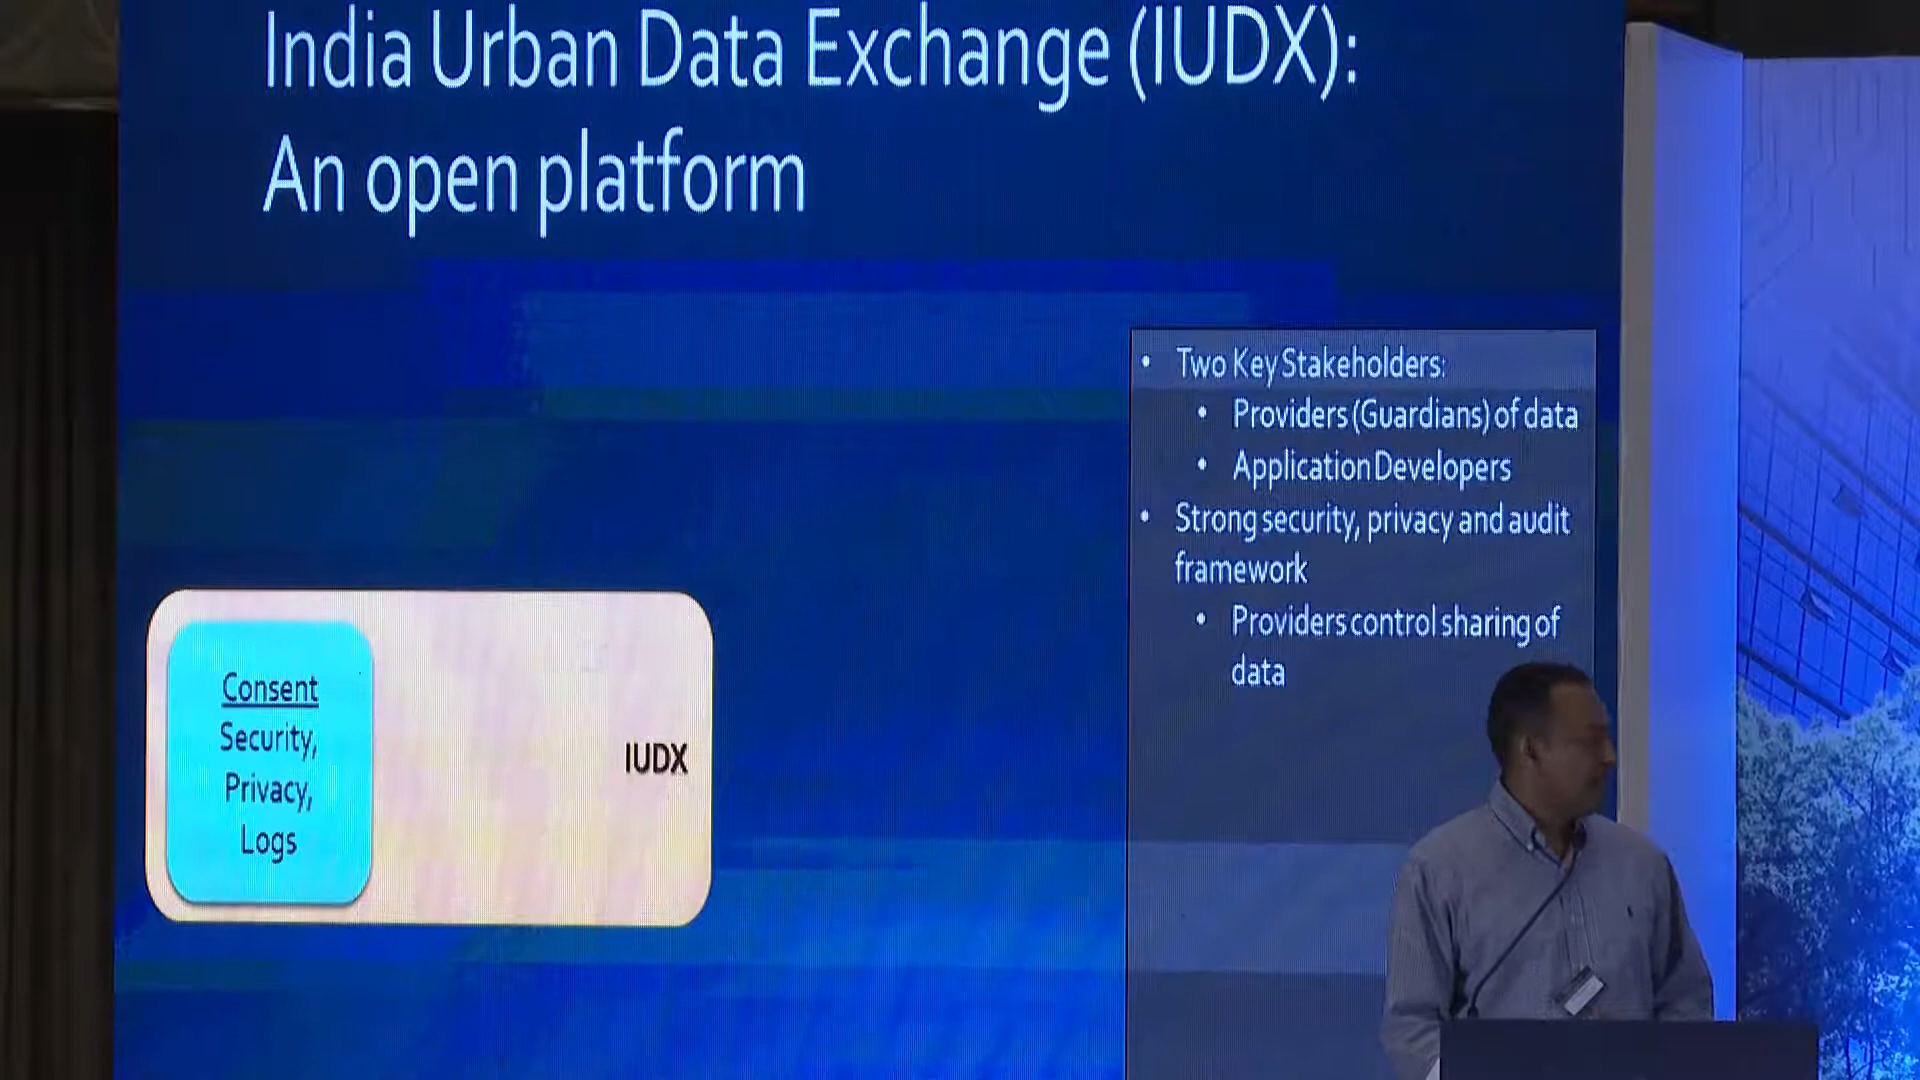 India Urban Data Exchange (IUDX):
An open platform
• Two Key Stakeholders:
• Providers (Guardians) of data
• Application Developers
• Strong security, privacy and audit
framework
• Providers control sharing of
data
Consent
Security,
Privacy,
Logs
IUDX